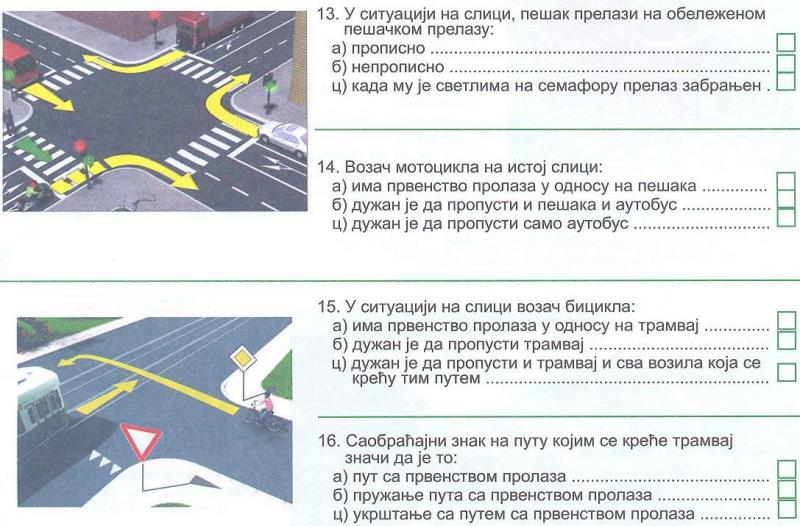 13. У ситуацији на слици, пешак прелази на обележеном
пешачком прелазу:
а) прописно
б) непрописно
ц) када му је светлима на семафору прелаз забрањен .
14. Возач мотоцикла на истој слици:
а) има првенство пролаза у односу на пешака
б) дужан је да пропусти и пешака и аутобус
ц) дужан је да пропусти само аутобус
15. У ситуацији на слици возач бицикла:
а) има првенство пролаза у односу на трамвај
б) дужан је да пропусти трамвај
ц) дужан је да пропусти и трамвај и сва возила која се
крећу тим путем
16. Саобраћајни знак на путу којим се креће трамвај
значи да је то:
а) пут са првенством пролаза
б) пружање пута са првенством пролаза
ц) укрштање са путем са првенством пролаза